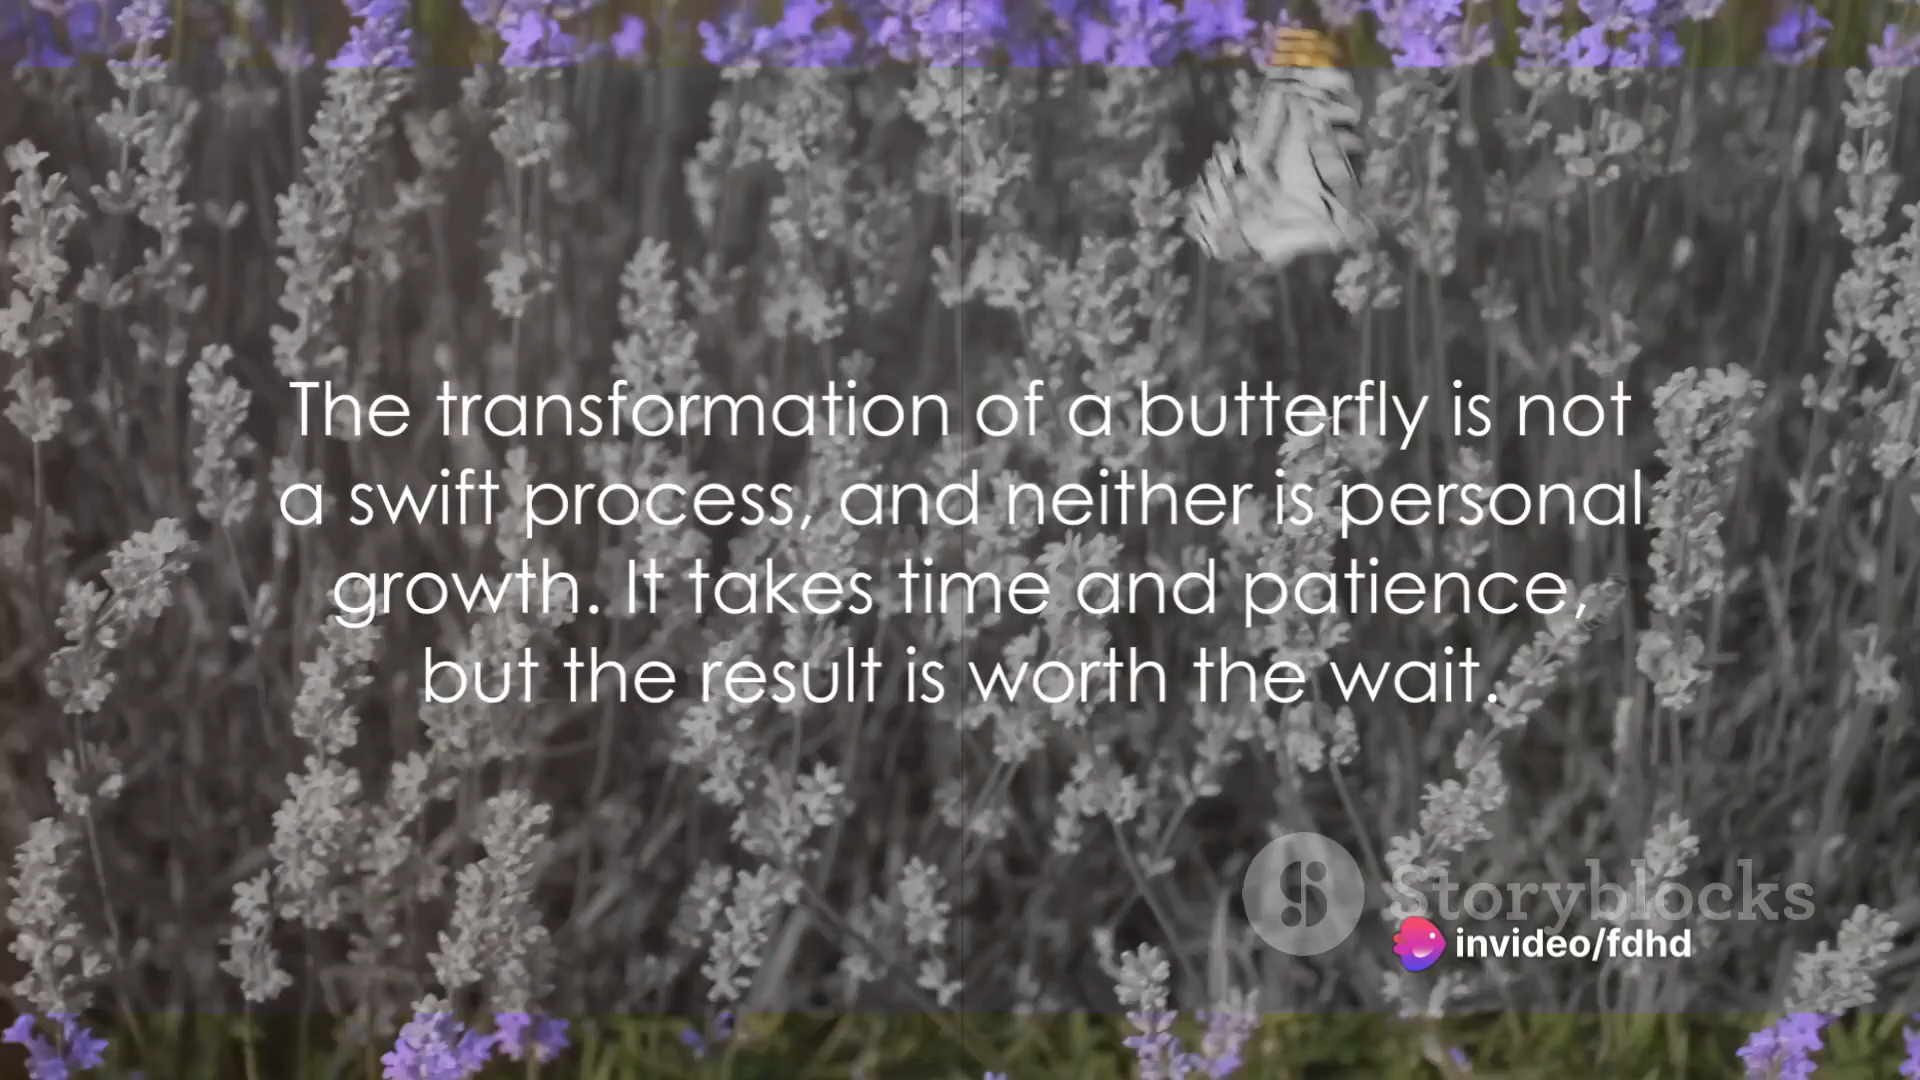 The transformation of a butterfly is not
a swift process, and neither is personal
growth. It takes time and patience,
but the result is worth the wait.
Storyblocks
invideo/fdhd